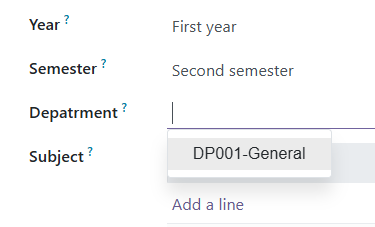 Year ? First year
Semester ? Second semester
Depatrment ?
DP001-General
Subject ?
Add a line